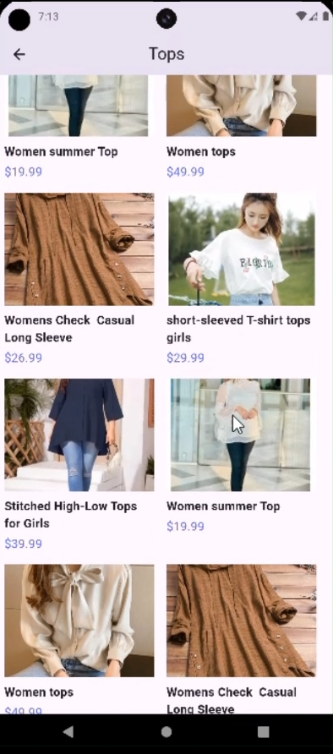 7:13
Tops
Women summer Top
$19.99
Women tops
$49.99
Womens Check Casual
Long Sleeve
$26.99
short-sleeved T-shirt tops
girls
$29.99
Stitched High-Low Tops
for Girls
$39.99
Women summer Top
$19.99
Women tops
$49.99
Womens Check Casual
Long Sleeve